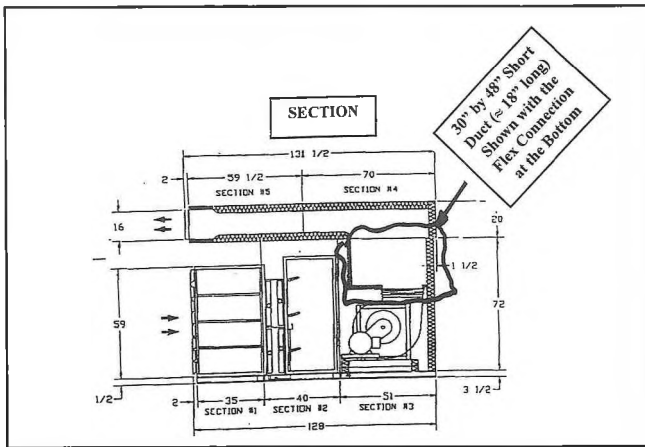 SECTION
30” by 48” Short
Duct (≈ 18” long)
Shown with the
Flex Connection
at the Bottom
131 1/2
2
59 1/2
70
SECTION #5
SECTION #4
16
20
1 1/2
59
72
1/2
3 1/2
2
35
40
51
SECTION #1
SECTION #2
SECTION #3
128